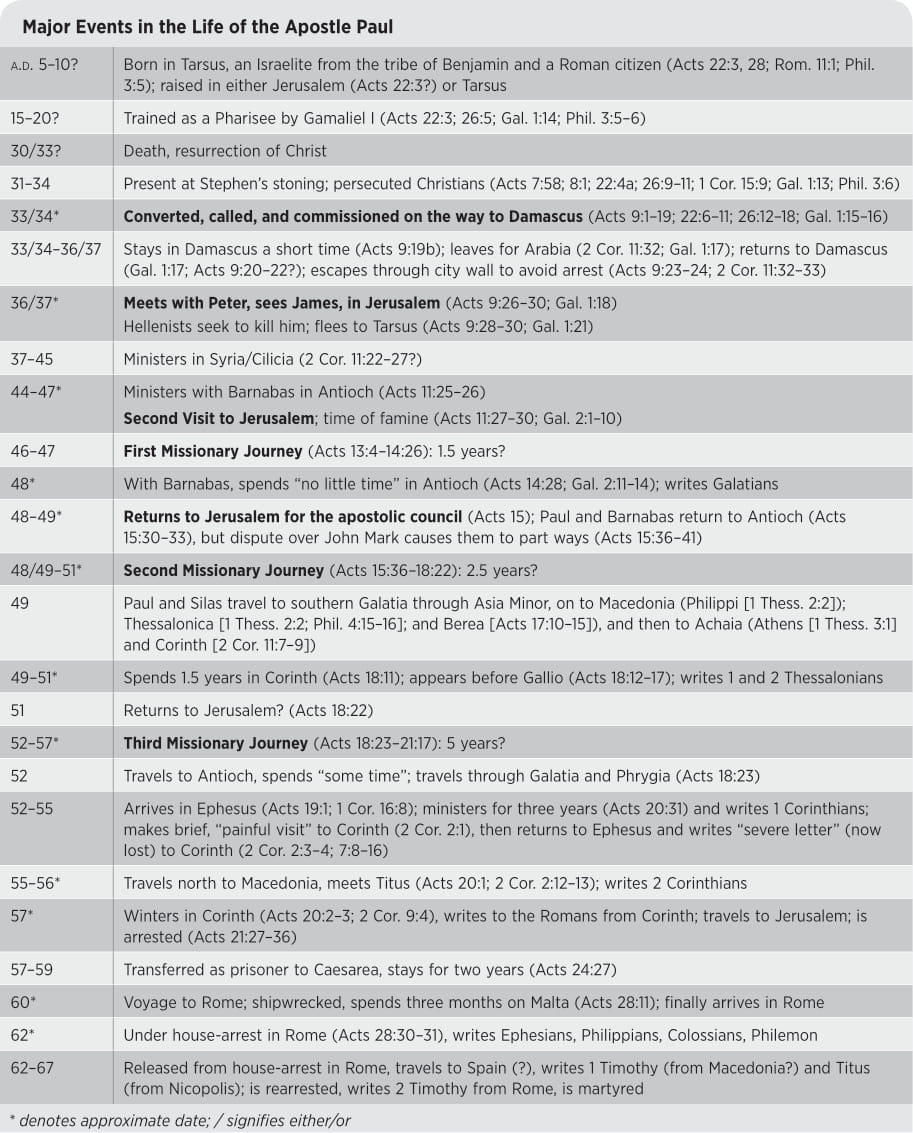 Major Events in the Life of the Apostle Paul
A.D. 5–10? Born in Tarsus, an Israelite from the tribe of Benjamin and a Roman citizen (Acts 22:3, 28; Rom. 11:1; Phil.
3:5); raised in either Jerusalem (Acts 22:3?) or Tarsus
15–20? Trained as a Pharisee by Gamaliel I (Acts 22:3; 26:5; Gal. 1:14; Phil. 3:5–6)
30/33? Death, resurrection of Christ
31–34 Present at Stephen’s stoning; persecuted Christians (Acts 7:58; 8:1; 22:4a; 26:9–11; 1 Cor. 15:9; Gal. 1:13; Phil. 3:6)
33/34* Converted, called, and commissioned on the way to Damascus (Acts 9:1–19; 22:6–11; 26:12–18; Gal. 1:15–16)
33/34–36/37 Stays in Damascus a short time (Acts 9:19b); leaves for Arabia (2 Cor. 11:32; Gal. 1:17); returns to Damascus
(Gal. 1:17; Acts 9:20–22?); escapes through city wall to avoid arrest (Acts 9:23–24; 2 Cor. 11:32–33)
36/37* Meets with Peter, sees James, in Jerusalem (Acts 9:26–30; Gal. 1:18)
Hellenists seek to kill him; flees to Tarsus (Acts 9:28–30; Gal. 1:21)
37–45 Ministers in Syria/Cilicia (2 Cor. 11:22–27?)
44–47* Ministers with Barnabas in Antioch (Acts 11:25–26)
Second Visit to Jerusalem; time of famine (Acts 11:27–30; Gal. 2:1–10)
46–47 First Missionary Journey (Acts 13:4–14:26): 1.5 years?
48* With Barnabas, spends “no little time” in Antioch (Acts 14:28; Gal. 2:11–14); writes Galatians
48–49* Returns to Jerusalem for the apostolic council (Acts 15); Paul and Barnabas return to Antioch (Acts
15:30–33), but dispute over John Mark causes them to part ways (Acts 15:36–41)
48/49–51* Second Missionary Journey (Acts 15:36–18:22): 2.5 years?
49 Paul and Silas travel to southern Galatia through Asia Minor, on to Macedonia (Philippi [1 Thess. 2:2]);
Thessalonica [1 Thess. 2:2; Phil. 4:15–16]; and Berea [Acts 17:10–15]), and then to Achaia (Athens [1 Thess. 3:1]
and Corinth [2 Cor. 11:7–9])
49–51* Spends 1.5 years in Corinth (Acts 18:11); appears before Gallio (Acts 18:12–17); writes 1 and 2 Thessalonians
51 Returns to Jerusalem? (Acts 18:22)
52–57* Third Missionary Journey (Acts 18:23–21:17): 5 years?
52 Travels to Antioch, spends “some time”; travels through Galatia and Phrygia (Acts 18:23)
52–55 Arrives in Ephesus (Acts 19:1; 1 Cor. 16:8); ministers for three years (Acts 20:31) and writes 1 Corinthians;
makes brief, “painful visit” to Corinth (2 Cor. 2:1), then returns to Ephesus and writes “severe letter” (now
lost) to Corinth (2 Cor. 2:3–4; 7:8–16)
55–56* Travels north to Macedonia, meets Titus (Acts 20:1; 2 Cor. 2:12–13); writes 2 Corinthians
57* Winters in Corinth (Acts 20:2–3; 2 Cor. 9:4), writes to the Romans from Corinth; travels to Jerusalem; is
arrested (Acts 21:27–36)
57–59 Transferred as prisoner to Caesarea, stays for two years (Acts 24:27)
60* Voyage to Rome; shipwrecked, spends three months on Malta (Acts 28:11); finally arrives in Rome
62* Under house-arrest in Rome (Acts 28:30–31), writes Ephesians, Philippians, Colossians, Philemon
62–67 Released from house-arrest in Rome, travels to Spain (?), writes 1 Timothy (from Macedonia?) and Titus
(from Nicopolis); is rearrested, writes 2 Timothy from Rome, is martyred
* denotes approximate date; / signifies either/or